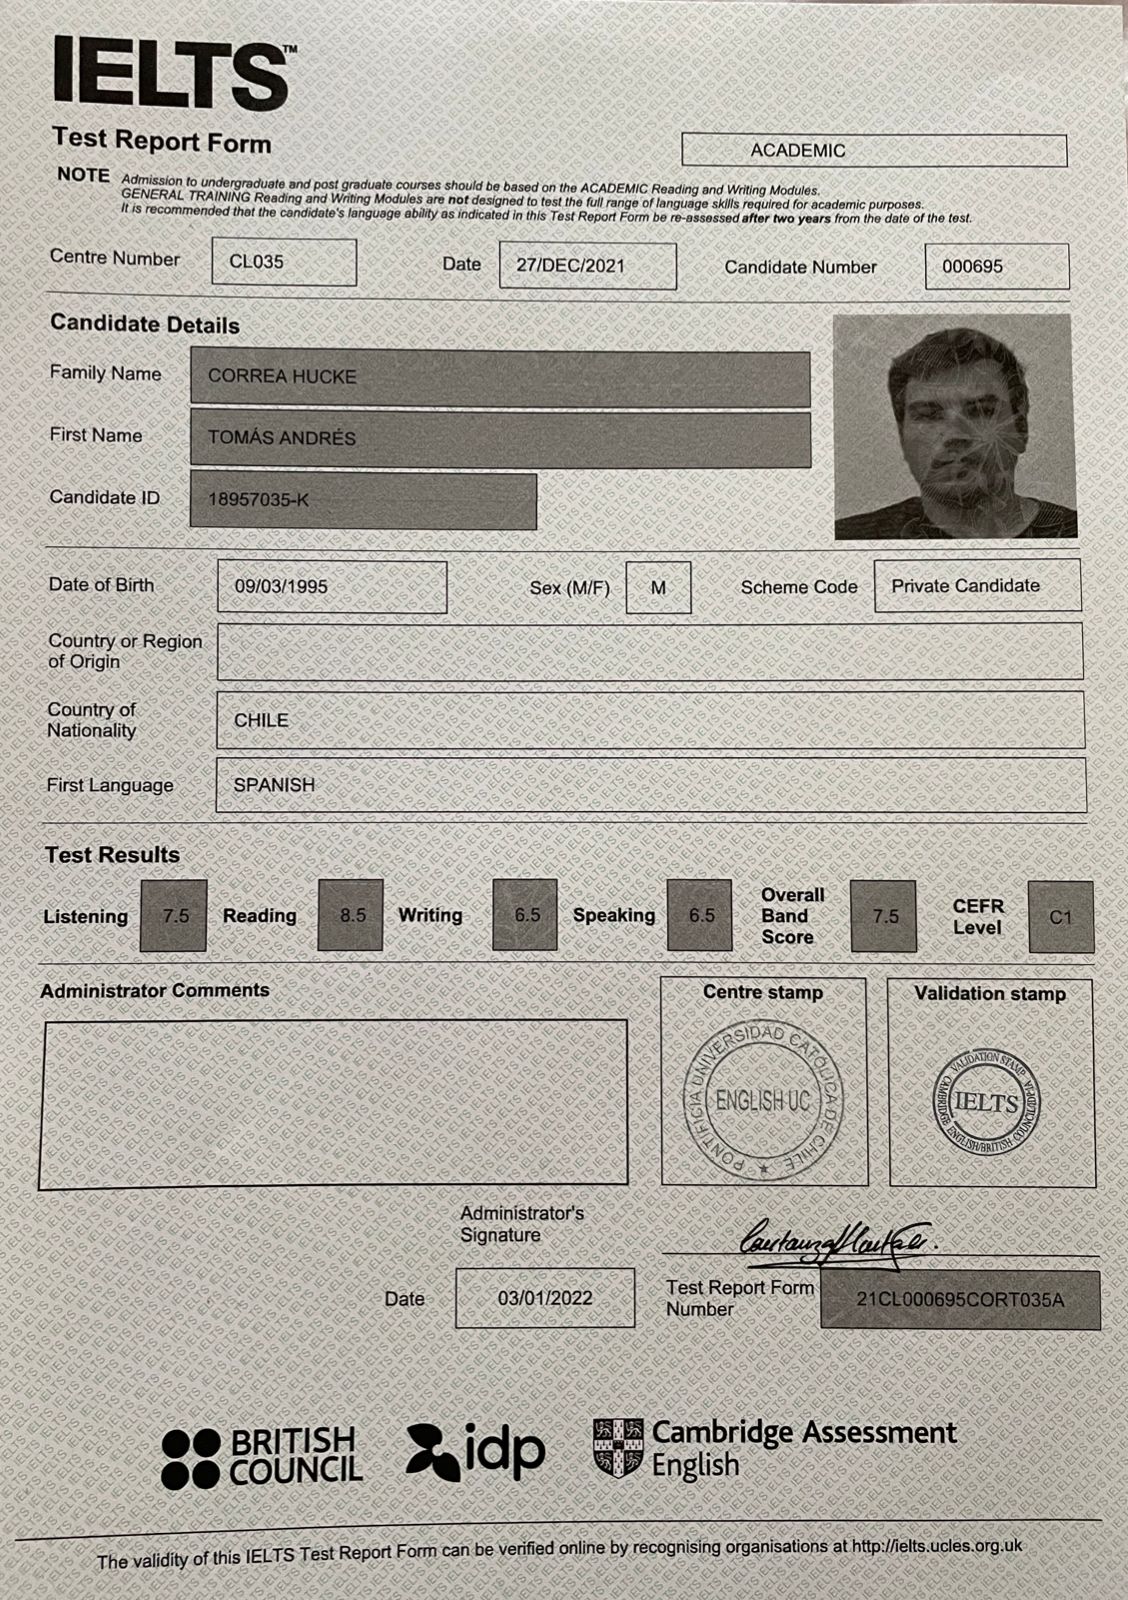 IELTS™
Test Report Form
ACADEMIC
NOTE Admission to undergraduate and post graduate courses should be based on the ACADEMIC Reading and Writing Modules.
GENERAL TRAINING Reading and Writing Modules are not designed to test the full range of language skills required for academic purposes.
It is recommended that the candidate's language ability as indicated in this Test Report Form be re-assessed after two years from the date of the test.
Centre Number CL035 Date 27/DEC/2021 Candidate Number 000695
Candidate Details
Family Name CORREA HUCKE
First Name TOMÁS ANDRÉS
Candidate ID 18957035-K
Date of Birth 09/03/1995 Sex (M/F) M Scheme Code Private Candidate
Country or Region
of Origin
Country of
Nationality CHILE
First Language SPANISH
Test Results
Listening 7.5 Reading 8.5 Writing 6.5 Speaking 6.5 Overall Band Score 7.5 CEFR Level C1
Administrator Comments
Centre stamp
PONTIFICIA UNIVERSIDAD CATÓLICA DE CHILE
ENGLISH UC
Validation stamp
VALIDATION STAMP
CAMBRIDGE ENGLISH/BRITISH COUNCIL/IDP:IA
IELTS
Administrator's
Signature
Date 03/01/2022
Test Report Form
Number 21CL000695CORT035A
BRITISH
COUNCIL
idp
Cambridge Assessment
English
The validity of this IELTS Test Report Form can be verified online by recognising organisations at http://ielts.ucles.org.uk